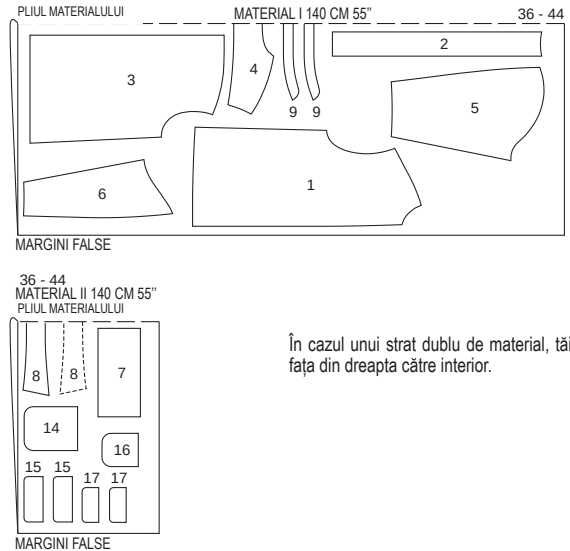 PLIUL MATERIALULUI MATERIAL I 140 CM 55” 36 - 44
2
3
4
5
9 9
1
6
MARGINI FALSE
36 - 44
MATERIAL II 140 CM 55”
PLIUL MATERIALULUI
În cazul unui strat dublu de material, tăi
fața din dreapta către interior.
8 8 7
14
16
15 15 17 17
MARGINI FALSE